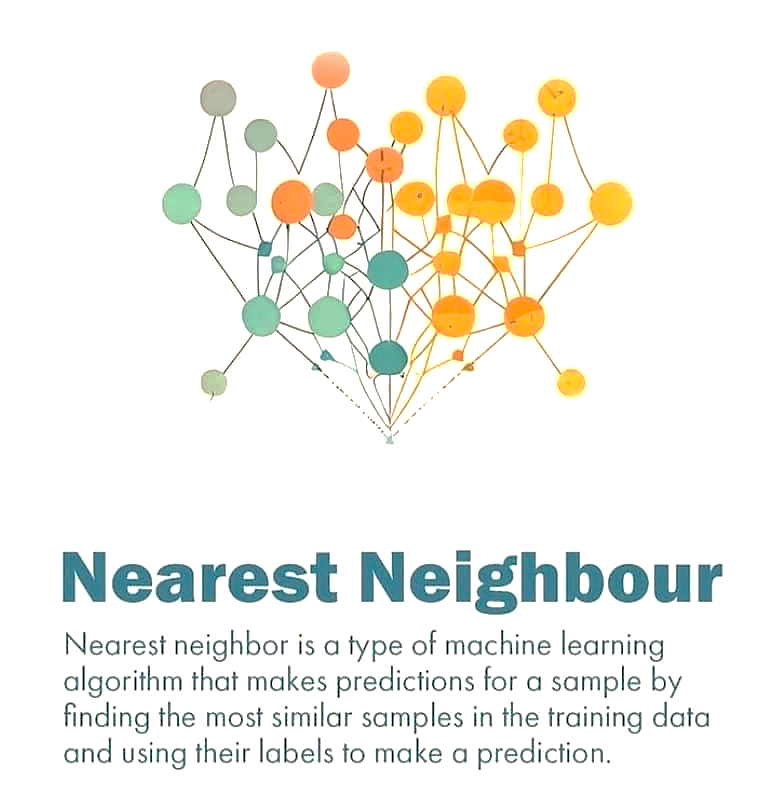 Nearest Neighbour
Nearest neighbor is a type of machine learning
algorithm that makes predictions for a sample by
finding the most similar samples in the training data
and using their labels to make a prediction.